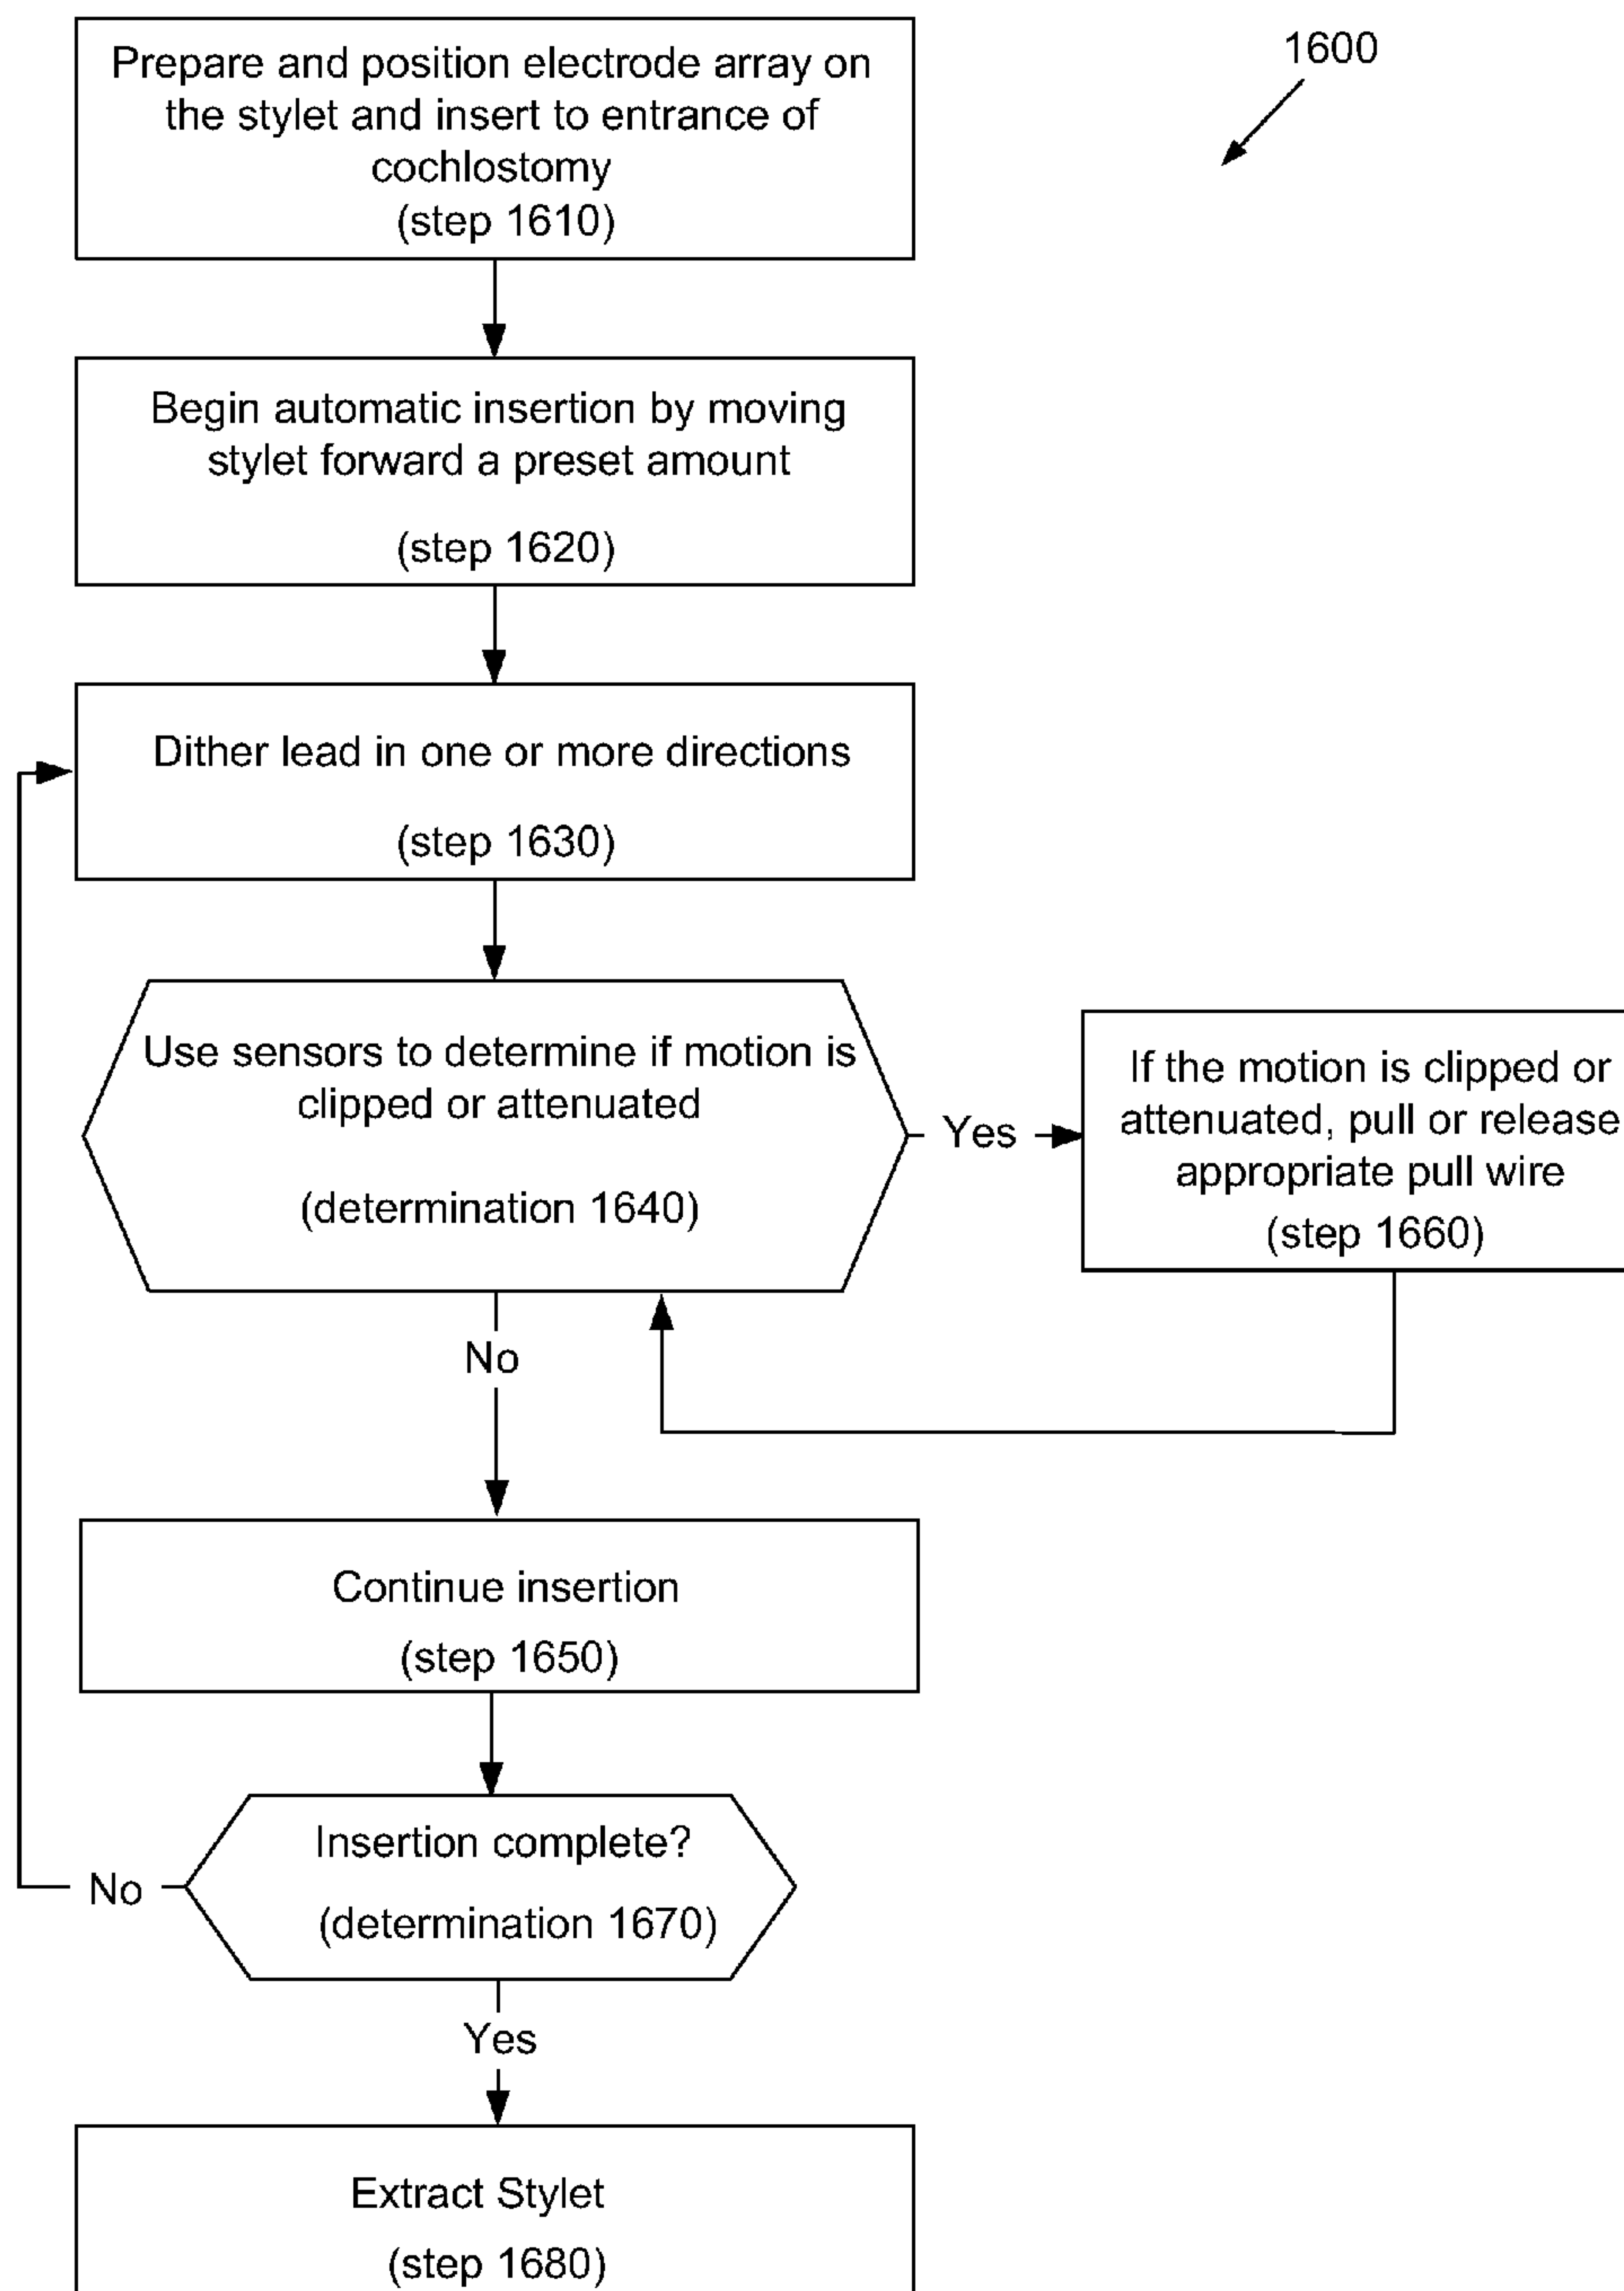 Prepare and position electrode array on
the stylet and insert to entrance of
cochlostomy
(step 1610)
1600
Begin automatic insertion by moving
stylet forward a preset amount
(step 1620)
Dither lead in one or more directions
(step 1630)
Use sensors to determine if motion is
clipped or attenuated
(determination 1640)
Yes
If the motion is clipped or
attenuated, pull or release
appropriate pull wire
(step 1660)
No
Continue insertion
(step 1650)
Insertion complete?
(determination 1670)
No
Yes
Extract Stylet
(step 1680)